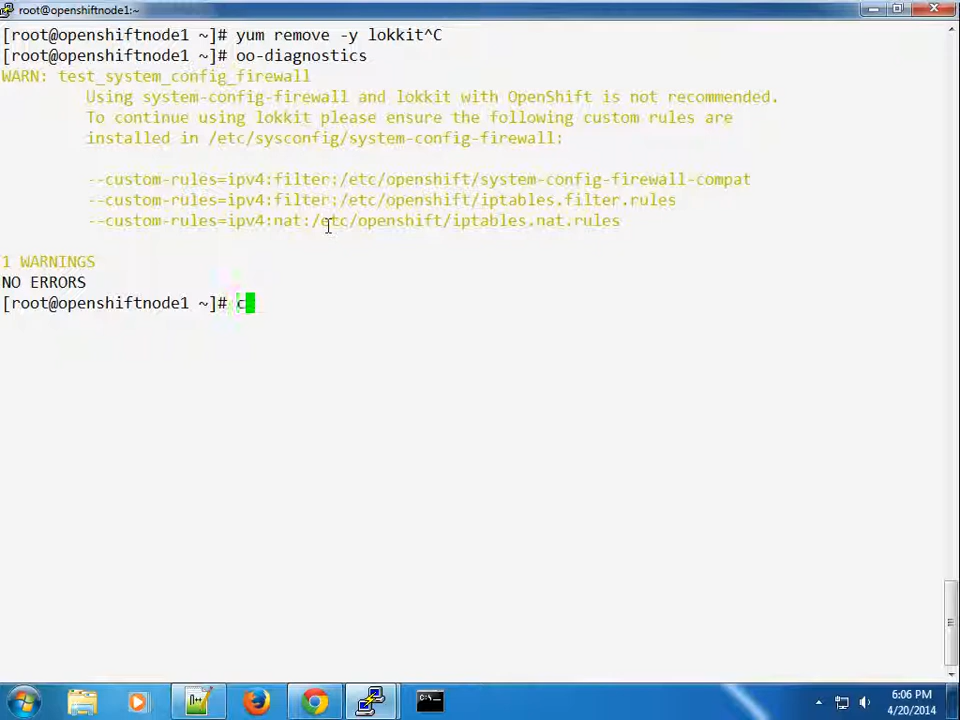 root@openshiftnode1:~
[root@openshiftnode1 ~]# yum remove -y lokkit^C
[root@openshiftnode1 ~]# oo-diagnostics
WARN: test_system_config_firewall
Using system-config-firewall and lokkit with OpenShift is not recommended.
To continue using lokkit please ensure the following custom rules are
installed in /etc/sysconfig/system-config-firewall:
--custom-rules=ipv4:filter:/etc/openshift/system-config-firewall-compat
--custom-rules=ipv4:filter:/etc/openshift/iptables.filter.rules
--custom-rules=ipv4:nat:/etc/openshift/iptables.nat.rules
1 WARNINGS
NO ERRORS
[root@openshiftnode1 ~]# c
6:06 PM
4/20/2014